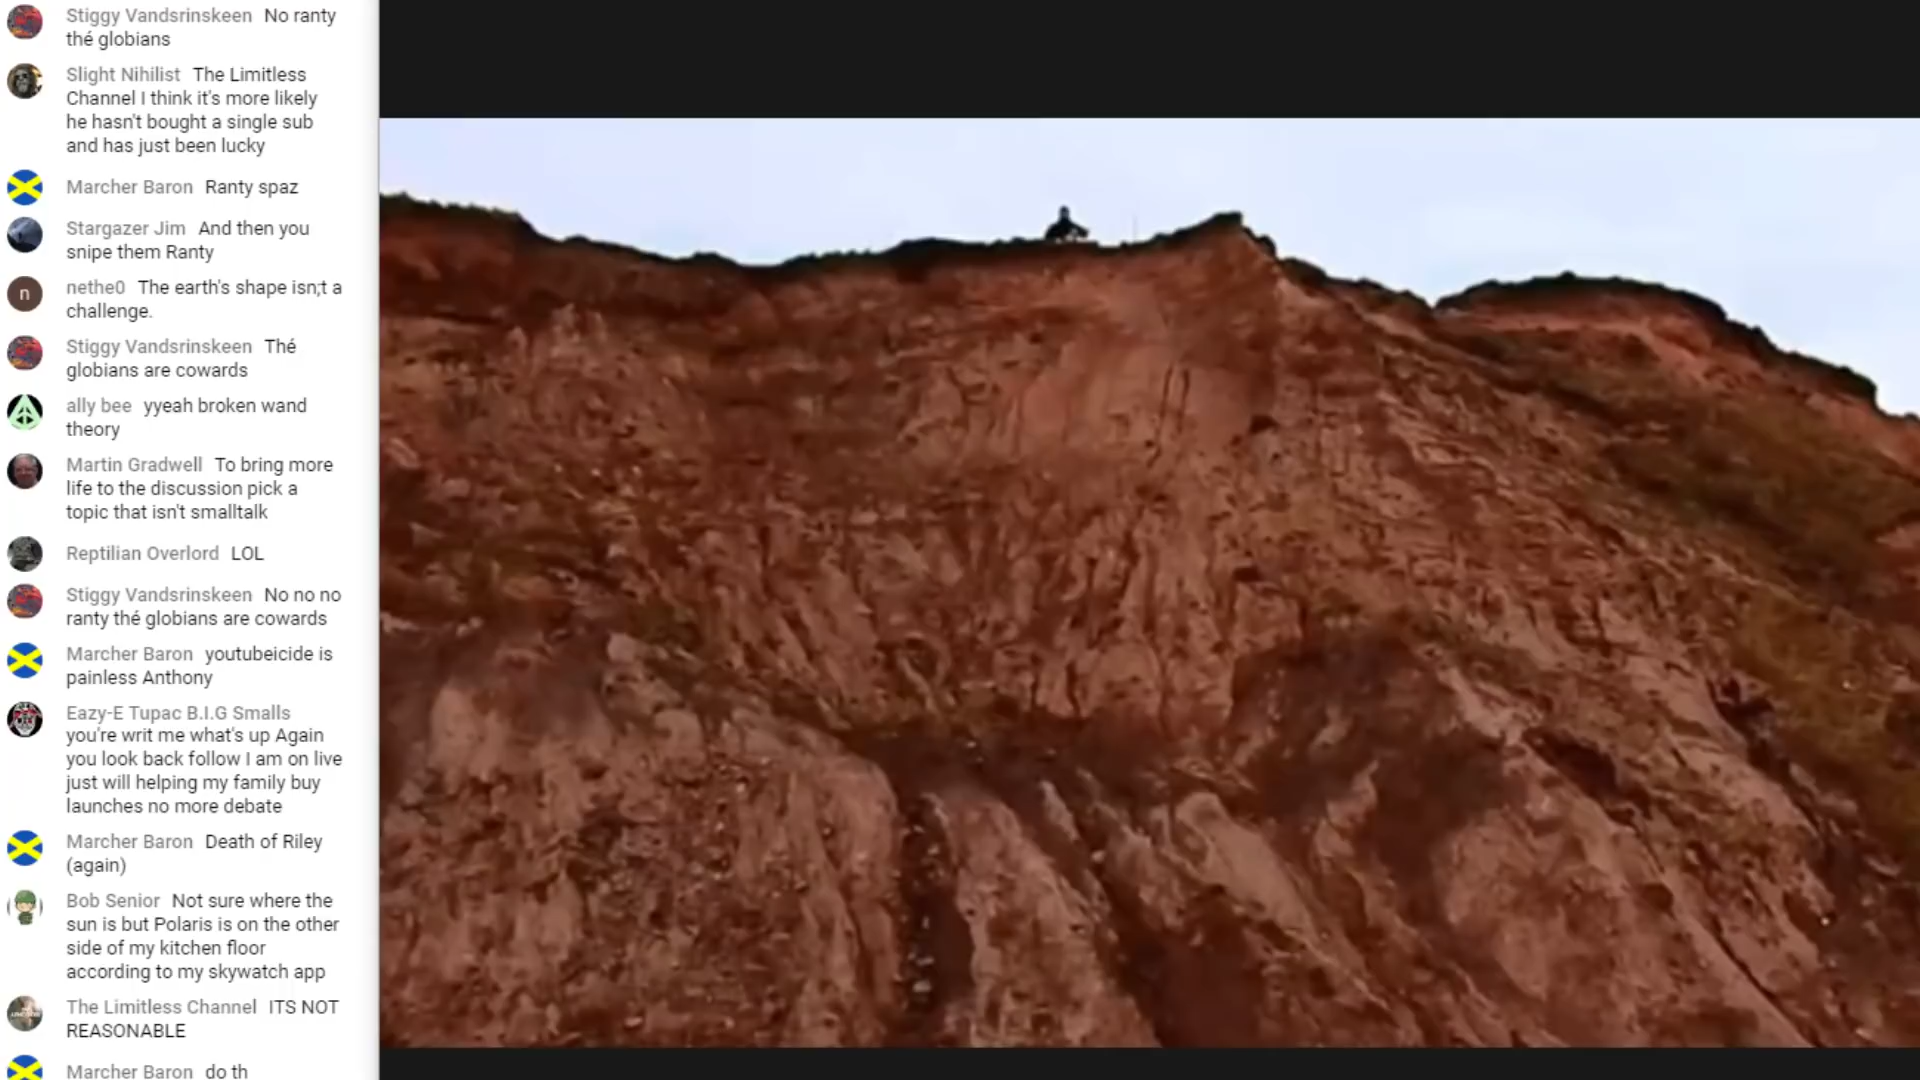 Stiggy Vandsrinskeen No ranty
thé globians
Slight Nihilist The Limitless
Channel I think it's more likely
he hasn't bought a single sub
and has just been lucky
Marcher Baron Ranty spaz
Stargazer Jim And then you
snipe them Ranty
n
nethe0 The earth's shape isn;t a
challenge.
Stiggy Vandsrinskeen Thé
globians are cowards
ally bee yyeah broken wand
theory
Martin Gradwell To bring more
life to the discussion pick a
topic that isn't smalltalk
Reptilian Overlord LOL
Stiggy Vandsrinskeen No no no
ranty thé globians are cowards
Marcher Baron youtubeicide is
painless Anthony
Eazy-E Tupac B.I.G Smalls
you're writ me what's up Again
you look back follow I am on live
just will helping my family buy
launches no more debate
Marcher Baron Death of Riley
(again)
Bob Senior Not sure where the
sun is but Polaris is on the other
side of my kitchen floor
according to my skywatch app
The Limitless Channel ITS NOT
REASONABLE
Marcher Baron do th